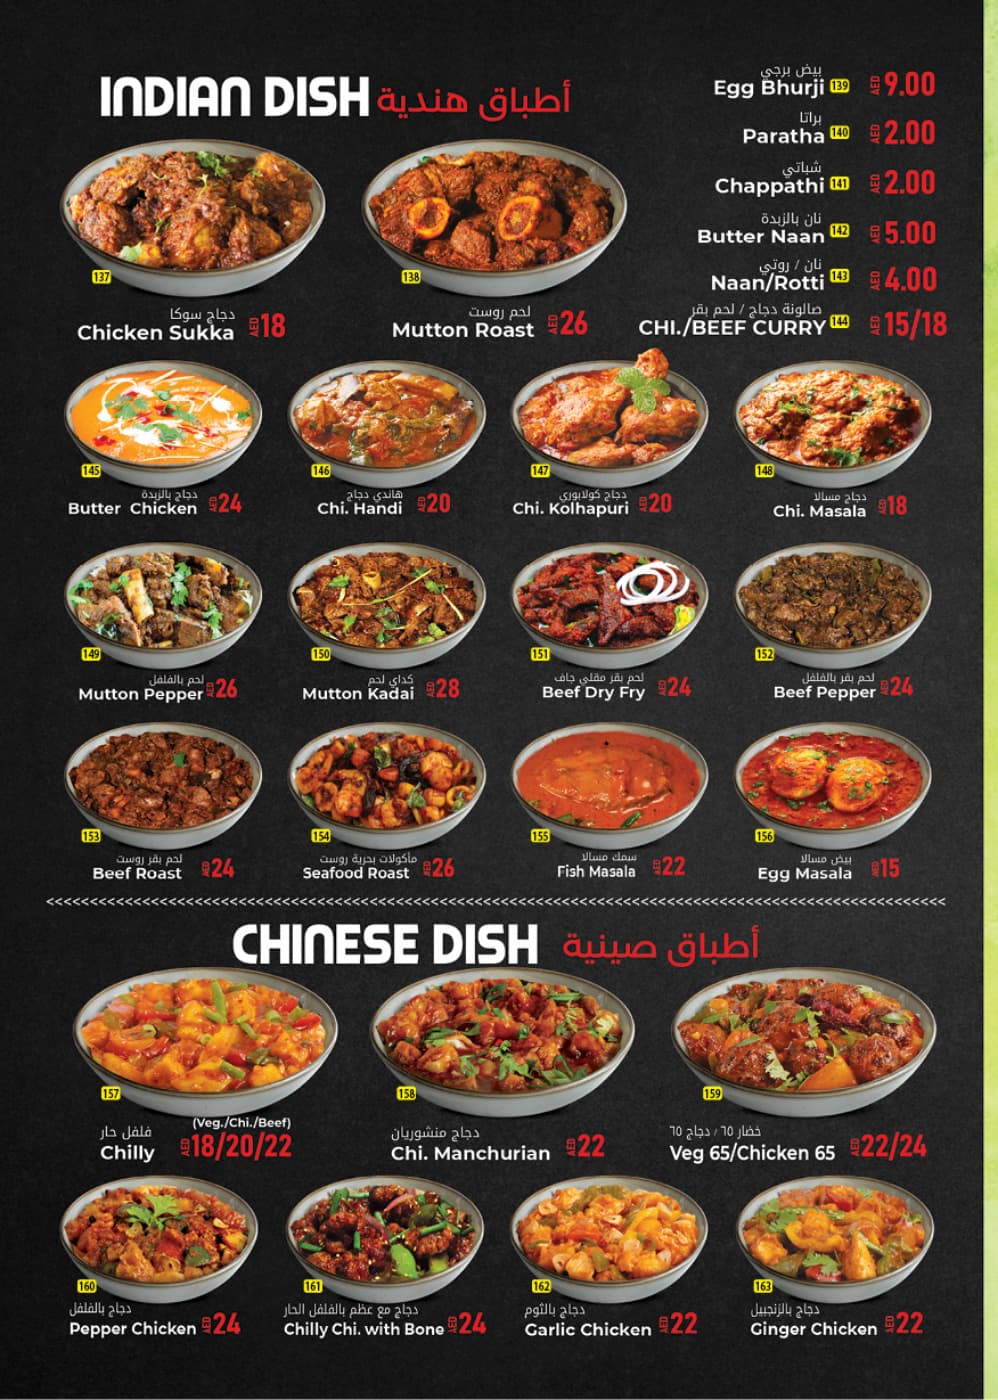 INDIAN DISH أطباق هندية
بيض برجي
Egg Bhurji 139 AED 9.00
براتا
Paratha 140 AED 2.00
شباتي
Chappathi 141 AED 2.00
نان بالزبدة
Butter Naan 142 AED 5.00
نان / روتي
Naan/Rotti 143 AED 4.00
صالونة دجاج / لحم بقر
CHI./BEEF CURRY 144 AED 15/18
137
دجاج سوكا
Chicken Sukka AED 18
138
لحم روست
Mutton Roast AED 26
145
دجاج بالزبدة
Butter Chicken AED 24
146
هاندي دجاج
Chi. Handi AED 20
147
دجاج كولابوري
Chi. Kolhapuri AED 20
148
دجاج مسالا
Chi. Masala AED 18
149
لحم بالفلفل
Mutton Pepper AED 26
150
كداي لحم
Mutton Kadai AED 28
151
لحم بقر مقلي جاف
Beef Dry Fry AED 24
152
لحم بقر بالفلفل
Beef Pepper AED 24
153
لحم بقر روست
Beef Roast AED 24
154
مأكولات بحرية روست
Seafood Roast AED 26
155
سمك مسالا
Fish Masala AED 22
156
بيض مسالا
Egg Masala AED 15
CHINESE DISH أطباق صينية
157
(Veg./Chi./Beef)
فلفل حار
Chilly AED 18/20/22
158
دجاج منشوريان
Chi. Manchurian AED 22
159
خضار ٦٥ / دجاج ٦٥
Veg 65/Chicken 65 AED 22/24
160
دجاج بالفلفل
Pepper Chicken AED 24
161
دجاج مع عظم بالفلفل الحار
Chilly Chi. with Bone AED 24
162
دجاج بالثوم
Garlic Chicken AED 22
163
دجاج بالزنجبيل
Ginger Chicken AED 22